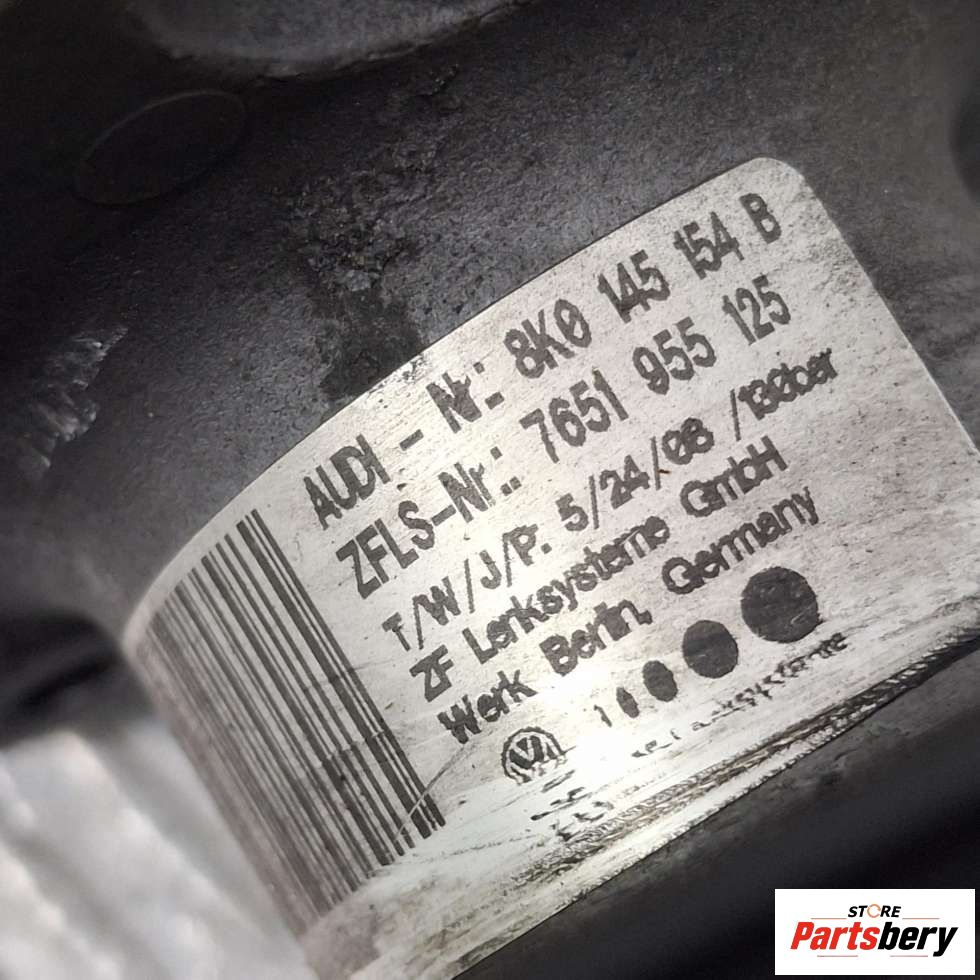 AUDI - Nr.: 8K0 145 154 B
ZFLS-Nr.: 7651 955 125
T/W/J/P. 5/24/08 /130bar
ZF Lenksysteme GmbH
Werk Berlin, Germany
STORE
Partsbery